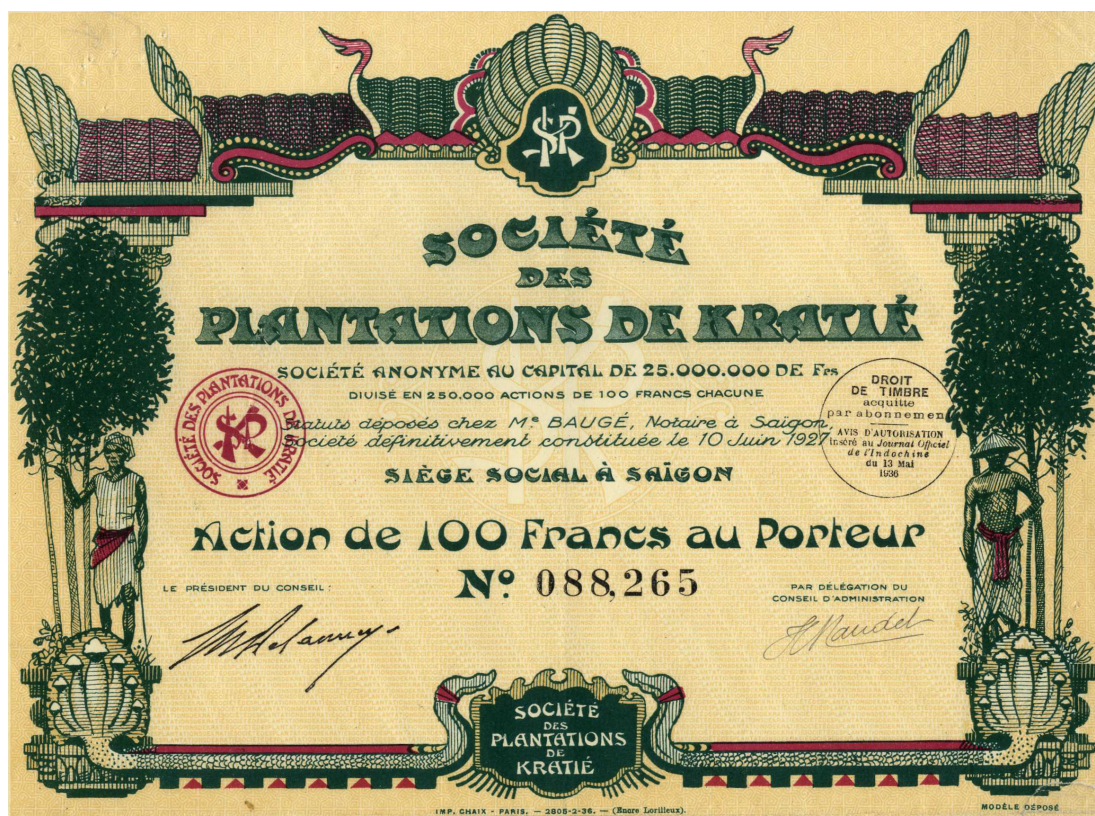 SPK
SOCIÉTÉ
DES
PLANTATIONS DE KRATIÉ
SOCIÉTÉ ANONYME AU CAPITAL DE 25.000.000 DE Frs
DIVISÉ EN 250.000 ACTIONS DE 100 FRANCS CHACUNE
Statuts déposés chez Me BAUGÉ, Notaire à Saïgon,
Société définitivement constituée le 10 Juin 1927
SIÈGE SOCIAL À SAÏGON
SOCIÉTÉ DES PLANTATIONS DE KRATIÉ
DROIT
DE TIMBRE
acquitte
par abonnement
AVIS D'AUTORISATION
inséré au Journal Officiel
de l'Indochine
du 13 Mai
1936
Action de 100 Francs au Porteur
No. 088,265
LE PRÉSIDENT DU CONSEIL :
PAR DÉLÉGATION DU
CONSEIL D'ADMINISTRATION
SOCIÉTÉ
DES
PLANTATIONS
DE
KRATIÉ
IMP. CHAIX - PARIS. — 2805-2-36. — (Encre Lorilleux).
MODÈLE DÉPOSÉ